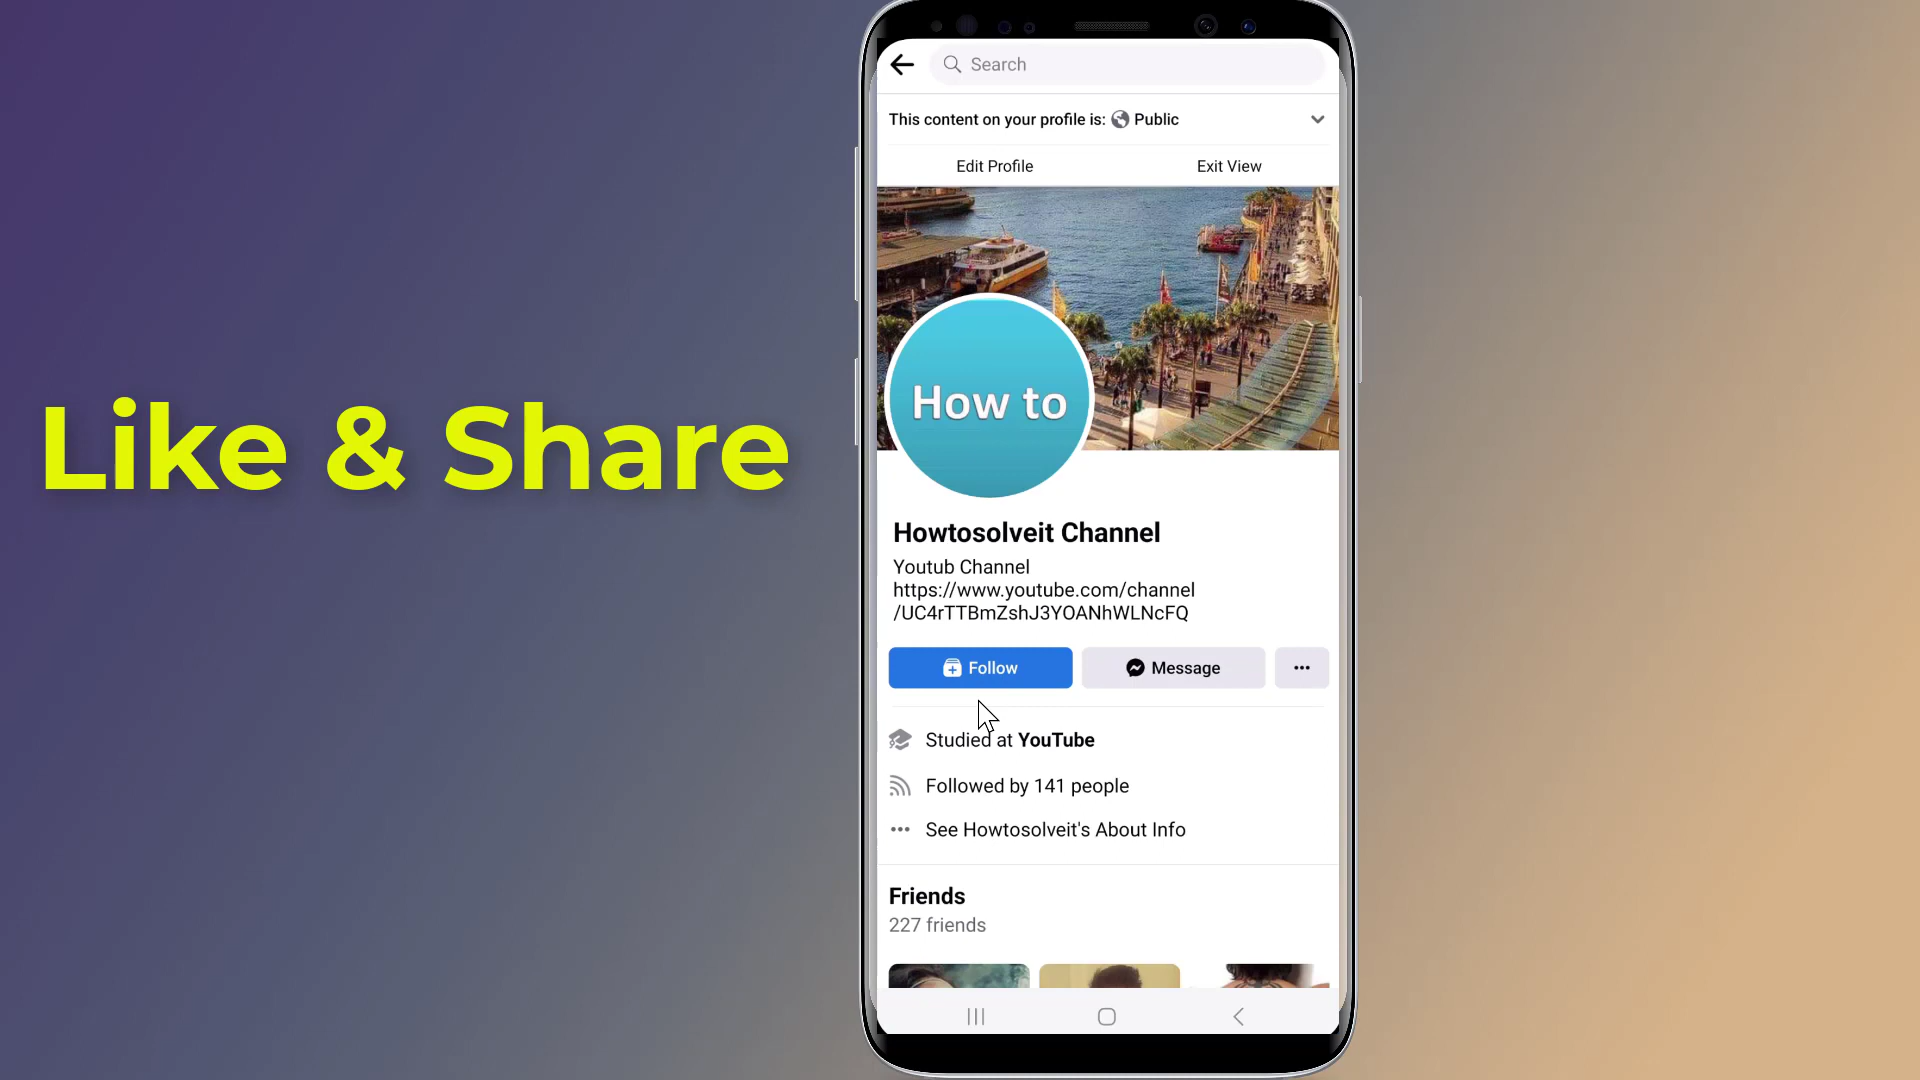 Like & Share
Search
This content on your profile is: Public
Edit Profile
Exit View
How to
Howtosolveit Channel
Youtub Channel
https://www.youtube.com/channel
/UC4rTTBmZshJ3YOANhWLNcFQ
Follow
Message
Studied at YouTube
Followed by 141 people
See Howtosolveit's About Info
Friends
227 friends